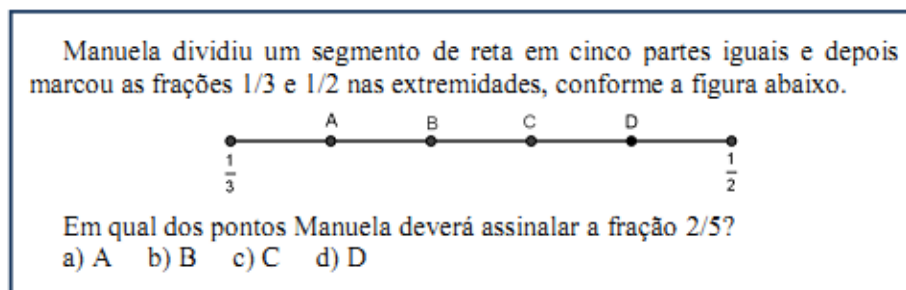 Manuela dividiu um segmento de reta em cinco partes iguais e depois
marcou as frações 1/3 e 1/2 nas extremidades, conforme a figura abaixo.
A B C D
1/3 1/2
Em qual dos pontos Manuela deverá assinalar a fração 2/5?
a) A b) B c) C d) D